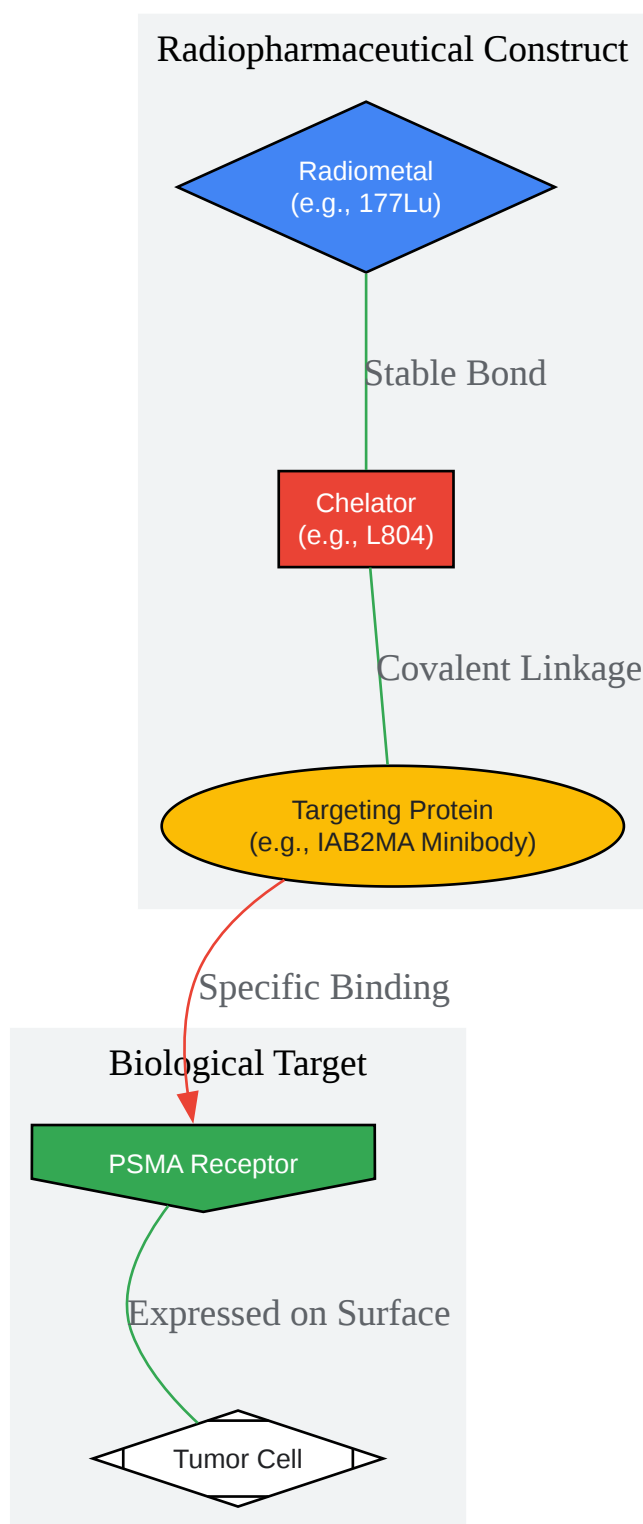 Radiopharmaceutical Construct
Radiometal
(e.g., 177Lu)
Stable Bond
Chelator
(e.g., L804)
Covalent Linkage
Targeting Protein
(e.g., IAB2MA Minibody)
Specific Binding
Biological Target
PSMA Receptor
Expressed on Surface
Tumor Cell